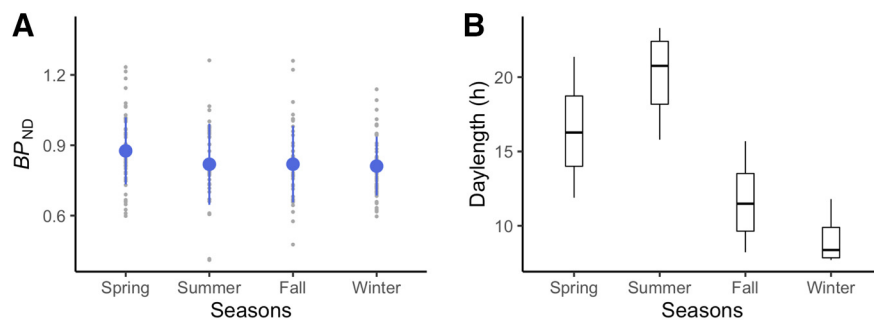 A
BPND
1.2
0.9
0.6
Spring Summer Fall Winter
Seasons
B
Daylength (h)
20
15
10
Spring Summer Fall Winter
Seasons